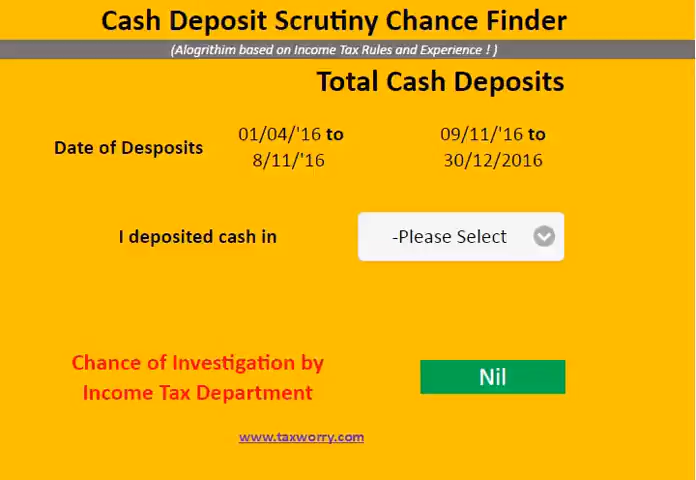 Cash Deposit Scrutiny Chance Finder
(Alogrithim based on Income Tax Rules and Experience ! )
Total Cash Deposits
Date of Desposits
01/04/'16 to
8/11/'16
09/11/'16 to
30/12/2016
I deposited cash in
-Please Select
Chance of Investigation by
Income Tax Department
Nil
www.taxworry.com